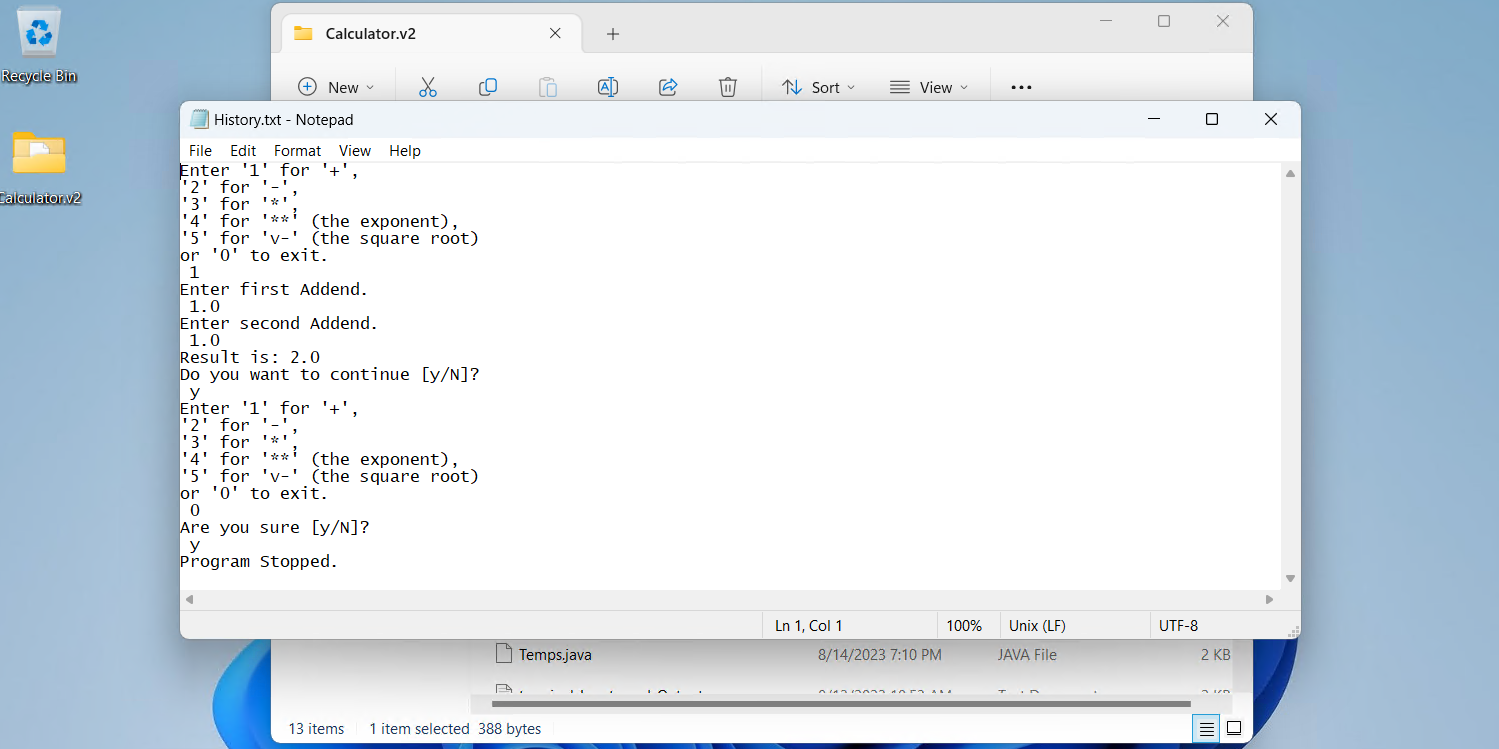 Recycle Bin
Calculator.v2
Calculator.v2
New
Sort
View
History.txt - Notepad
File Edit Format View Help
Enter '1' for '+',
'2' for '-',
'3' for '*',
'4' for '**' (the exponent),
'5' for 'v-' (the square root)
or '0' to exit.
1
Enter first Addend.
1.0
Enter second Addend.
1.0
Result is: 2.0
Do you want to continue [y/N]?
y
Enter '1' for '+',
'2' for '-',
'3' for '*',
'4' for '**' (the exponent),
'5' for 'v-' (the square root)
or '0' to exit.
0
Are you sure [y/N]?
y
Program Stopped.
Ln 1, Col 1 100% Unix (LF) UTF-8
Temps.java 8/14/2023 7:10 PM JAVA File 2 KB
13 items 1 item selected 388 bytes